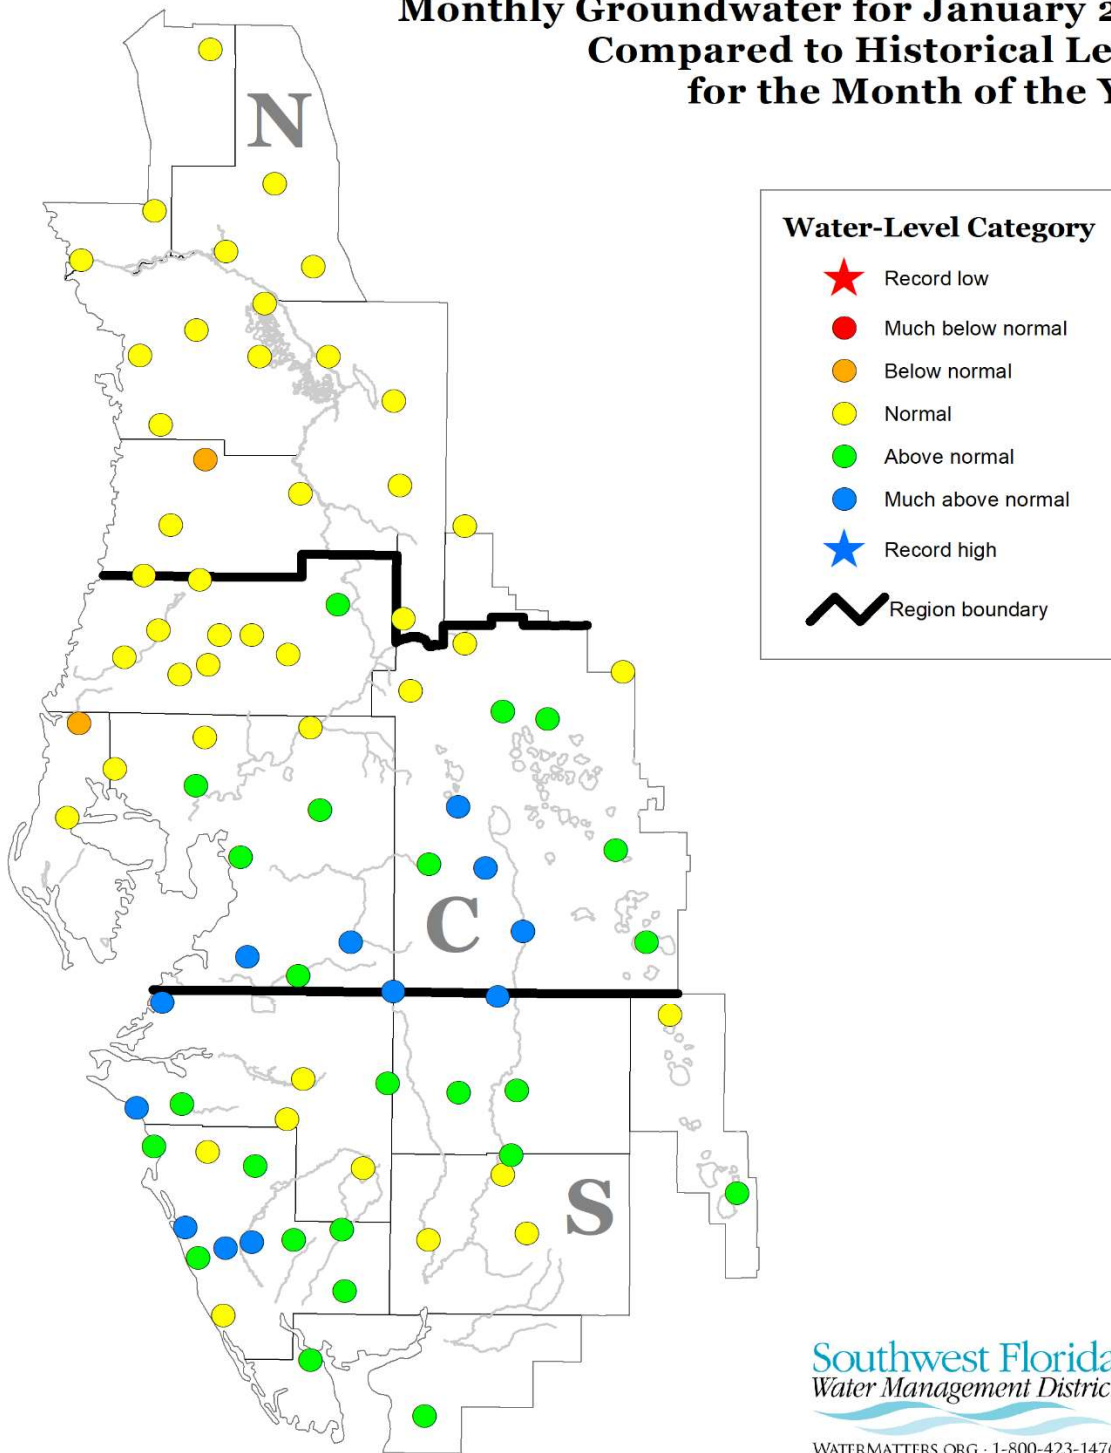 Monthly Groundwater for January 2
Compared to Historical Le
for the Month of the Y
N
Water-Level Category
Record low
Much below normal
Below normal
Normal
Above normal
Much above normal
Record high
Region boundary
C
S
Southwest Florida
Water Management Distric
WATERMATTERS.ORG · 1-800-423-1476